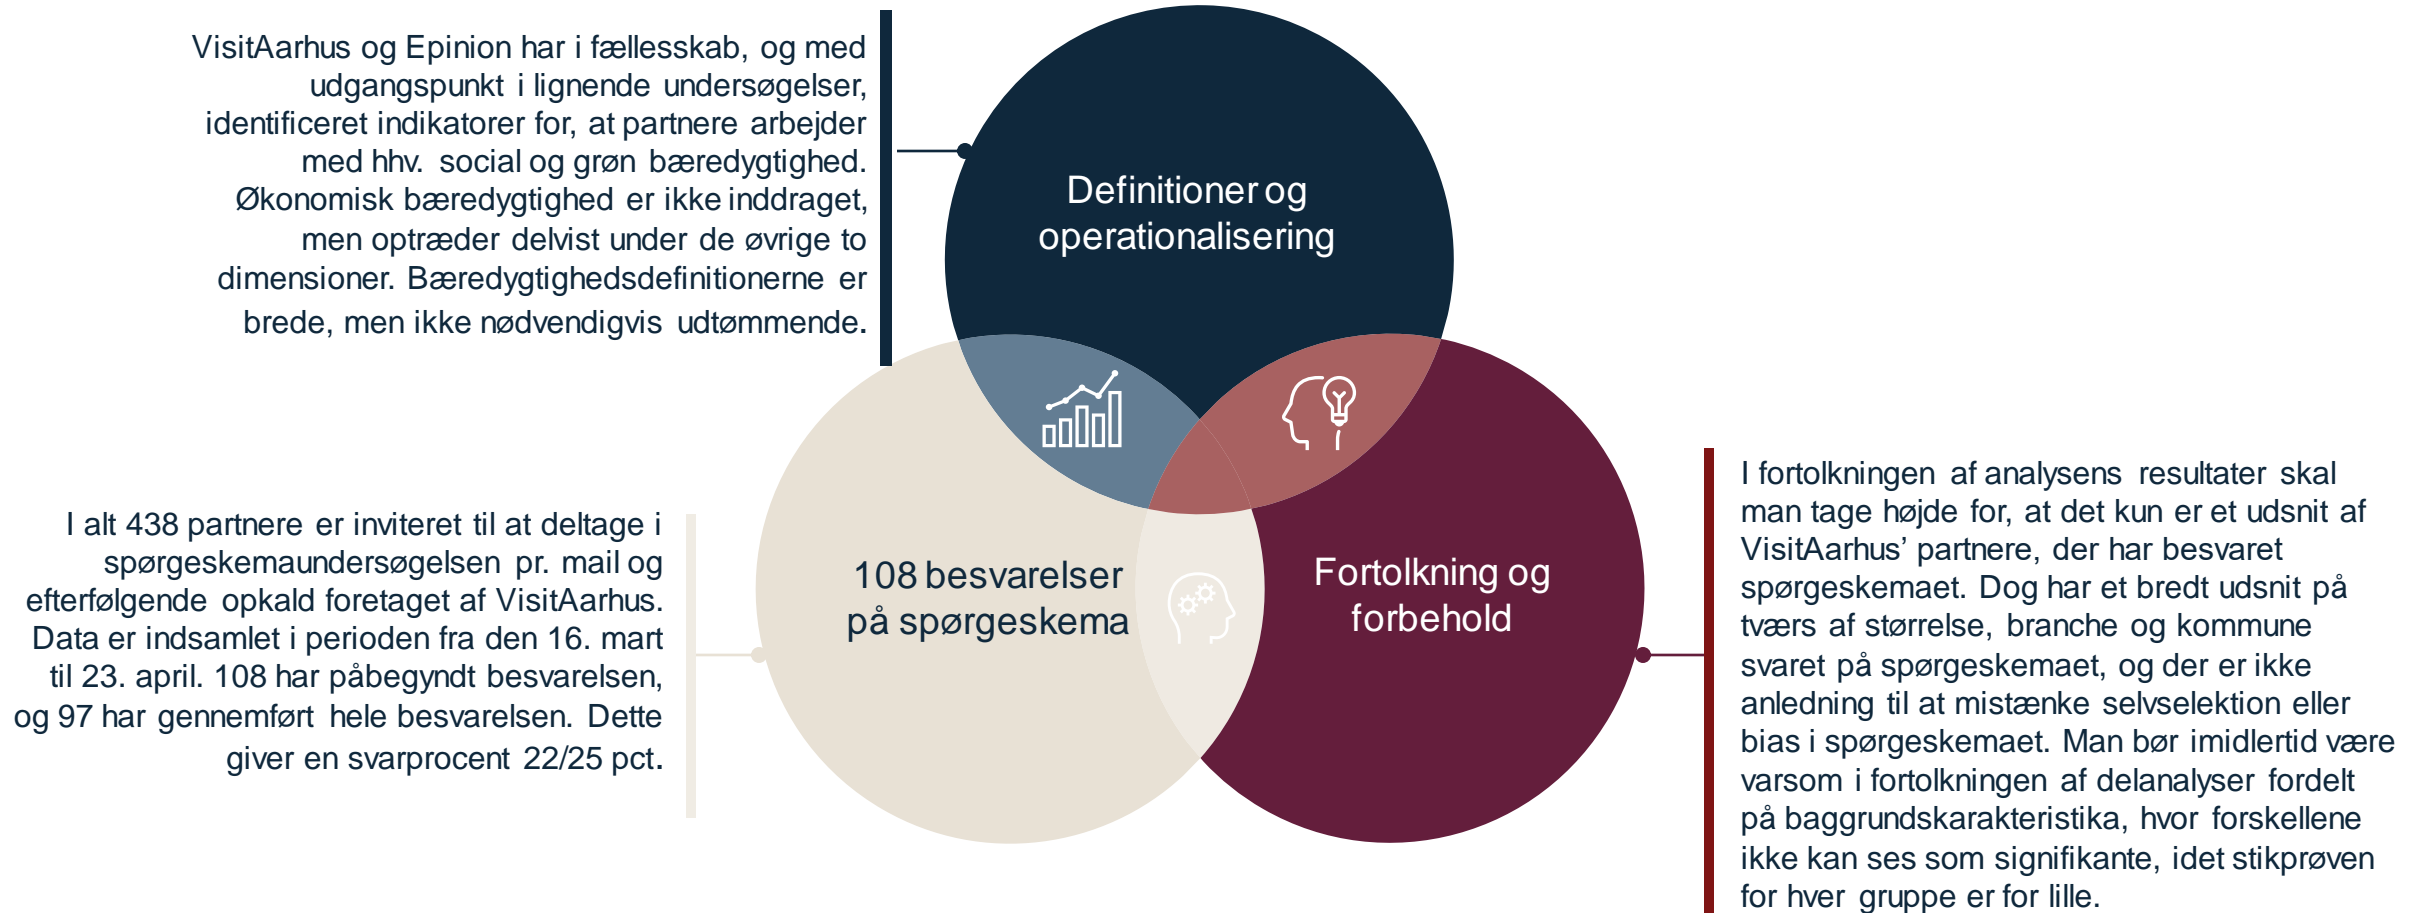 VisitAarhus og Epinion har i fællesskab, og med
udgangspunkt i lignende undersøgelser,
identificeret indikatorer for, at partnere arbejder
med hhv. social og grøn bæredygtighed.
Økonomisk bæredygtighed er ikke inddraget,
men optræder delvist under de øvrige to
dimensioner. Bæredygtighedsdefinitionerne er
brede, men ikke nødvendigvis udtømmende.
Definitioner og
operationalisering
I alt 438 partnere er inviteret til at deltage i
spørgeskemaundersøgelsen pr. mail og
efterfølgende opkald foretaget af VisitAarhus.
Data er indsamlet i perioden fra den 16. mart
til 23. april. 108 har påbegyndt besvarelsen,
og 97 har gennemført hele besvarelsen. Dette
giver en svarprocent 22/25 pct.
108 besvarelser
på spørgeskema
Fortolkning og
forbehold
I fortolkningen af analysens resultater skal
man tage højde for, at det kun er et udsnit af
VisitAarhus’ partnere, der har besvaret
spørgeskemaet. Dog har et bredt udsnit på
tværs af størrelse, branche og kommune
svaret på spørgeskemaet, og der er ikke
anledning til at mistænke selvselektion eller
bias i spørgeskemaet. Man bør imidlertid være
varsom i fortolkningen af delanalyser fordelt
på baggrundskarakteristika, hvor forskellene
ikke kan ses som signifikante, idet stikprøven
for hver gruppe er for lille.